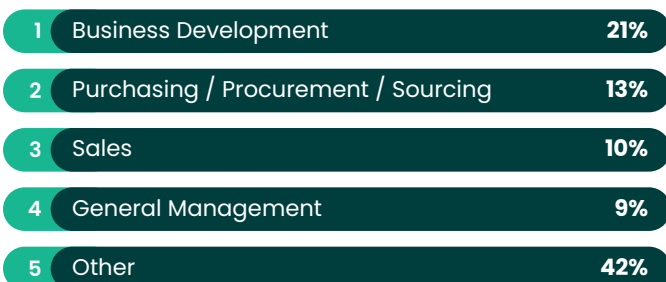 1 Business Development 21%
2 Purchasing / Procurement / Sourcing 13%
3 Sales 10%
4 General Management 9%
5 Other 42%